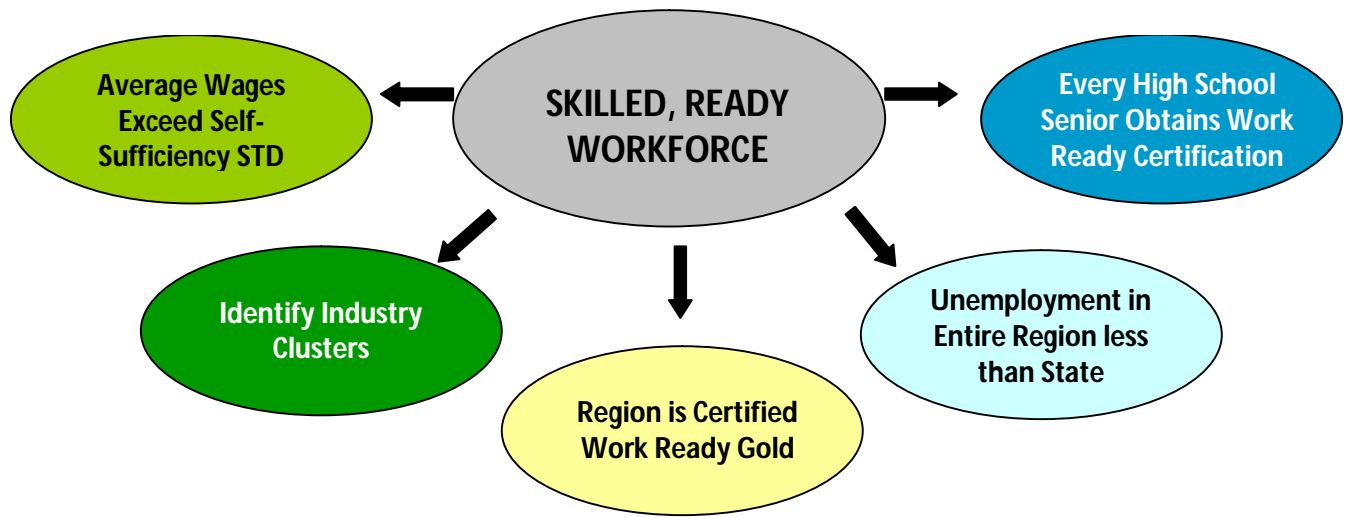 Average Wages
Exceed Self-
Sufficiency STD
SKILLED, READY
WORKFORCE
Every High School
Senior Obtains Work
Ready Certification
Identify Industry
Clusters
Region is Certified
Work Ready Gold
Unemployment in
Entire Region less
than State